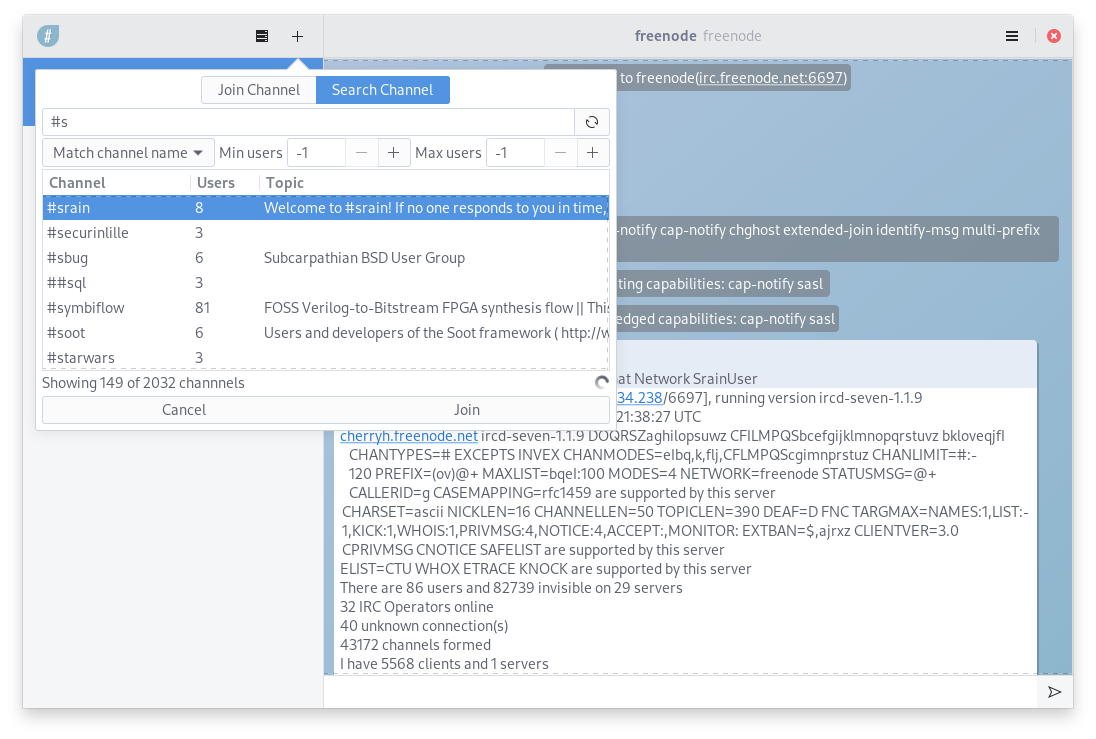 #
freenode freenode
to freenode(irc.freenode.net:6697)
Join Channel Search Channel
#s
Match channel name Min users -1 Max users -1
Channel Users Topic
#srain 8 Welcome to #srain! If no one responds to you in time,
#securinlille 3
#sbug 6 Subcarpathian BSD User Group
##sql 3
#symbiflow 81 FOSS Verilog-to-Bitstream FPGA synthesis flow || This
#soot 6 Users and developers of the Soot framework ( http://w
#starwars 3
Showing 149 of 2032 channnels
Cancel Join
-notify cap-notify chghost extended-join identify-msg multi-prefix
ting capabilities: cap-notify sasl
edged capabilities: cap-notify sasl
at Network SrainUser
34.238/6697], running version ircd-seven-1.1.9
21:38:27 UTC
cherryh.freenode.net ircd-seven-1.1.9 DOQRSZaghilopsuwz CFILMPQSbcefgijklmnopqrstuvz bkloveqjfI
CHANTYPES=# EXCEPTS INVEX CHANMODES=eIbq,k,flj,CFLMPQScgimnprstuz CHANLIMIT=#:-
120 PREFIX=(ov)@+ MAXLIST=bqeI:100 MODES=4 NETWORK=freenode STATUSMSG=@+
CALLERID=g CASEMAPPING=rfc1459 are supported by this server
CHARSET=ascii NICKLEN=16 CHANNELLEN=50 TOPICLEN=390 DEAF=D FNC TARGMAX=NAMES:1,LIST:-
1,KICK:1,WHOIS:1,PRIVMSG:4,NOTICE:4,ACCEPT:,MONITOR: EXTBAN=$,ajrxz CLIENTVER=3.0
CPRIVMSG CNOTICE SAFELIST are supported by this server
ELIST=CTU WHOX ETRACE KNOCK are supported by this server
There are 86 users and 82739 invisible on 29 servers
32 IRC Operators online
40 unknown connection(s)
43172 channels formed
I have 5568 clients and 1 servers